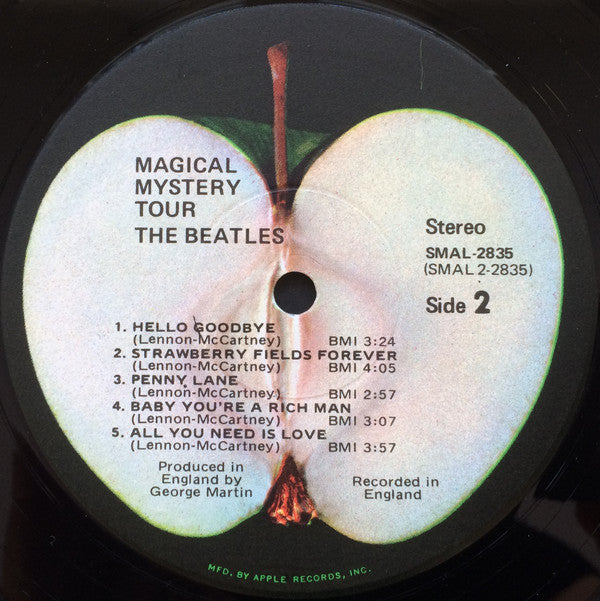 MAGICAL
MYSTERY
TOUR
THE BEATLES
Stereo
SMAL-2835
(SMAL 2-2835)
Side 2
1. HELLO GOODBYE
(Lennon-McCartney) BMI 3:24
2. STRAWBERRY FIELDS FOREVER
(Lennon-McCartney) BMI 4:05
3. PENNY LANE
(Lennon-McCartney) BMI 2:57
4. BABY YOU'RE A RICH MAN
(Lennon-McCartney) BMI 3:07
5. ALL YOU NEED IS LOVE
(Lennon-McCartney) BMI 3:57
Produced in
England by
George Martin
Recorded in
England
MFD. BY APPLE RECORDS, INC.